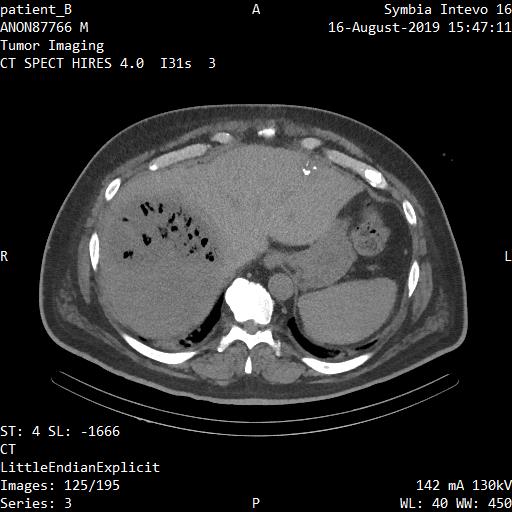 patient_B
ANON87766 M
Tumor Imaging
CT SPECT HIRES 4.0  I31s  3
A
Symbia Intevo 16
16-August-2019 15:47:11
R
L
ST: 4 SL: -1666
CT
LittleEndianExplicit
Images: 125/195
Series: 3
P
142 mA 130kV
WL: 40 WW: 450